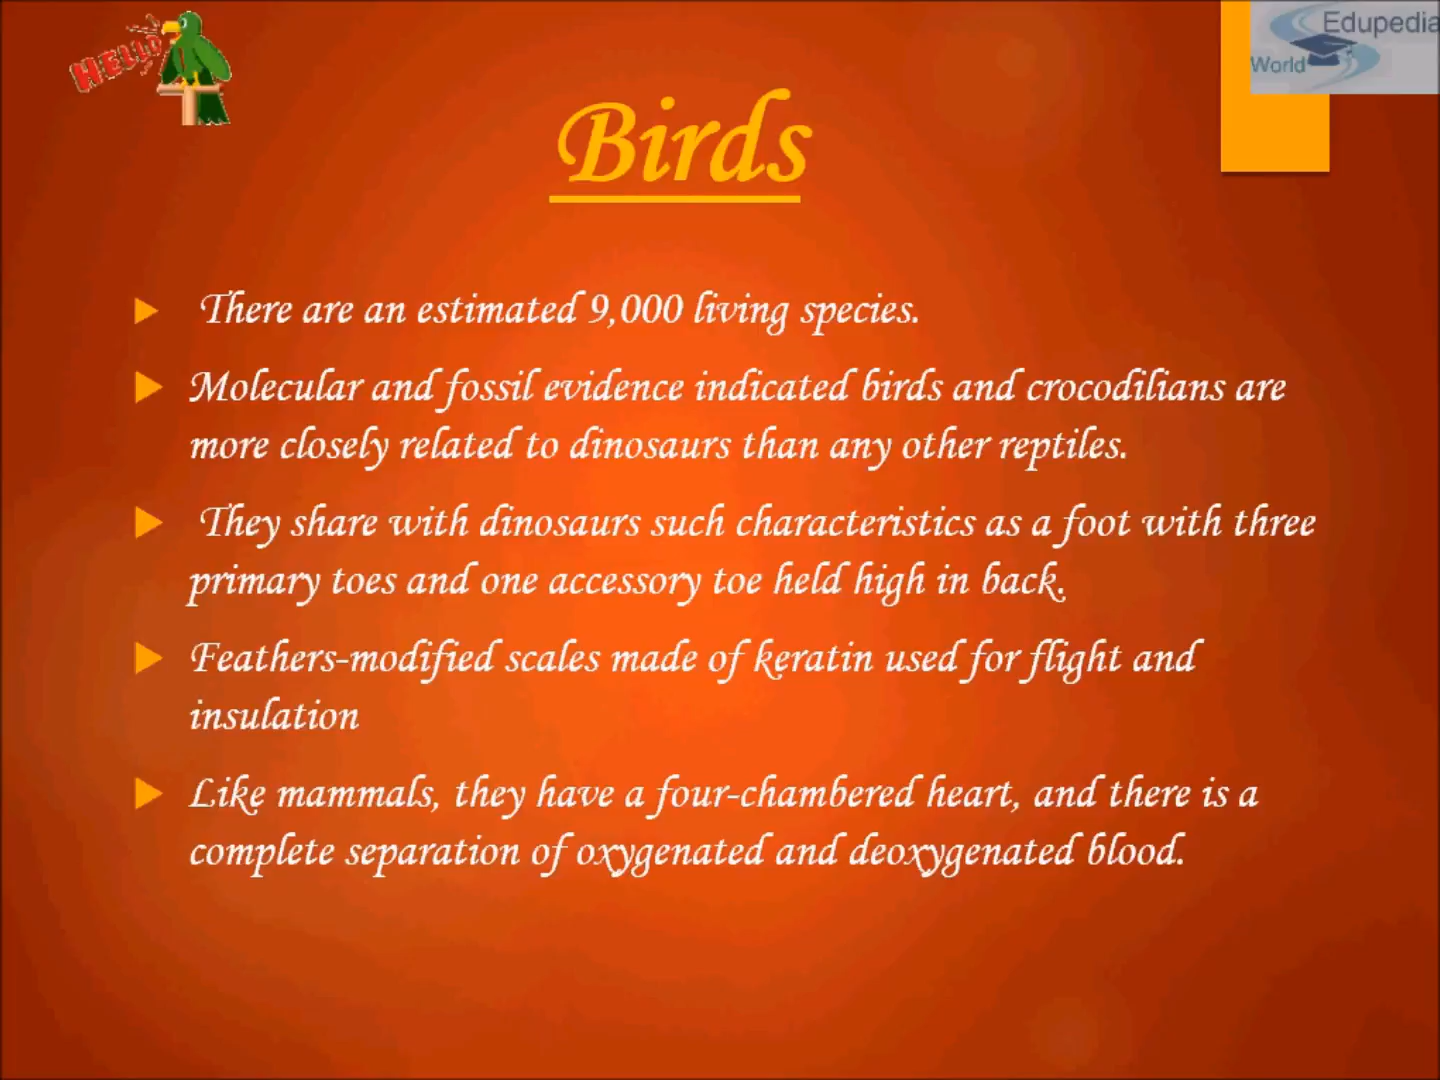 HELLO
Edupedia
World
Birds
There are an estimated 9,000 living species.
Molecular and fossil evidence indicated birds and crocodilians are
more closely related to dinosaurs than any other reptiles.
They share with dinosaurs such characteristics as a foot with three
primary toes and one accessory toe held high in back.
Feathers-modified scales made of keratin used for flight and
insulation
Like mammals, they have a four-chambered heart, and there is a
complete separation of oxygenated and deoxygenated blood.